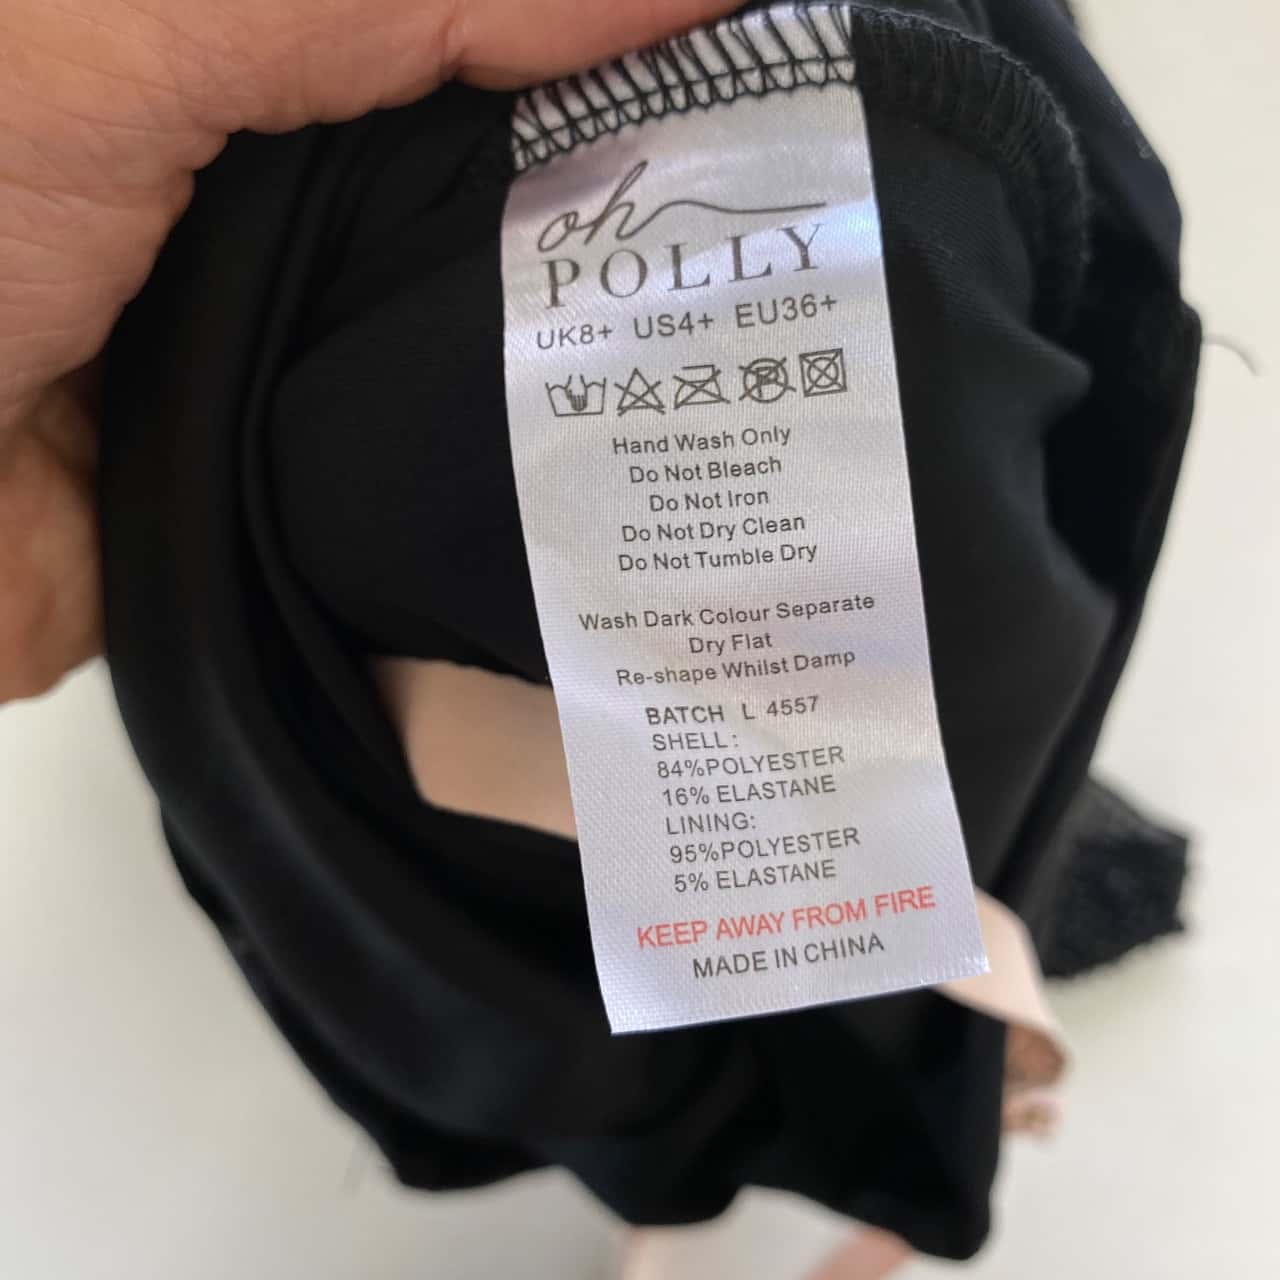 oh
POLLY
UK8+ US4+ EU36+
P
Hand Wash Only
Do Not Bleach
Do Not Iron
Do Not Dry Clean
Do Not Tumble Dry
Wash Dark Colour Separate
Dry Flat
Re-shape Whilst Damp
BATCH L 4557
SHELL:
84%POLYESTER
16% ELASTANE
LINING:
95%POLYESTER
5% ELASTANE
KEEP AWAY FROM FIRE
MADE IN CHINA